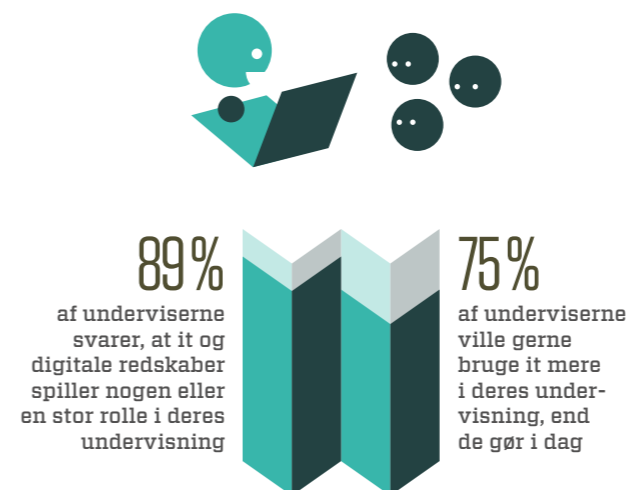 89%
af underviserne
svarer, at it og
digitale redskaber
spiller nogen eller
en stor rolle i deres
undervisning
75%
af underviserne
ville gerne
bruge it mere
i deres under-
visning, end
de gør i dag